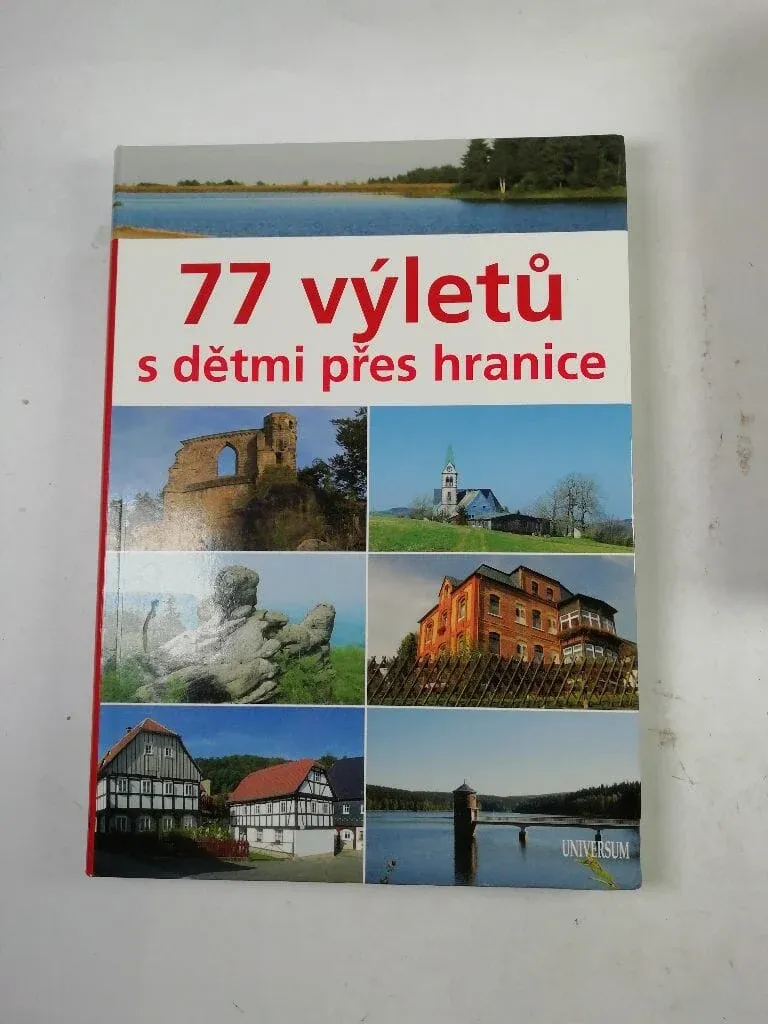 77 výletů
s dětmi přes hranice
UNIVERSUM